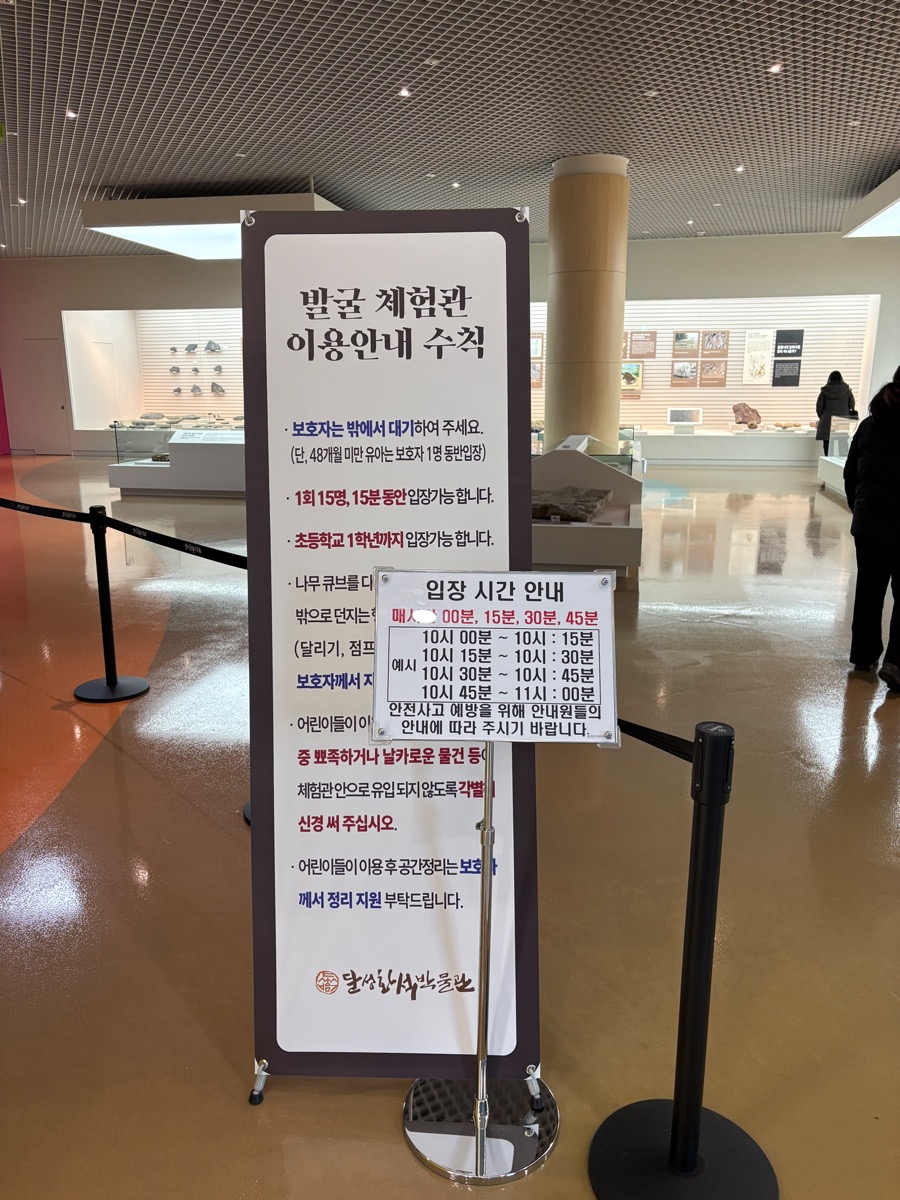 발굴 체험관
이용안내 수칙
· 보호자는 밖에서 대기하여 주세요.
(단, 48개월 미만 유아는 보호자 1명 동반입장)
· 1회 15명, 15분 동안 입장가능 합니다.
· 초등학교 1학년까지 입장가능 합니다.
· 나무 큐브를
밖으로 던지는
(달리기, 점프
보호자께서
· 어린이들이
중 뾰족하거나 날카로운 물건 등이
체험관 안으로 유입 되지 않도록 각별히
신경 써 주십시오.
· 어린이들이 이용 후 공간정리는 보호자
께서 정리 지원 부탁드립니다.
달성화석박물관
입장 시간 안내
00분, 15분, 30분, 45분
예시
10시 00분 ~ 10시 : 15분
10시 15분 ~ 10시 : 30분
10시 30분 ~ 10시 : 45분
10시 45분 ~ 11시 : 00분
안전사고 예방을 위해 안내원들의
안내에 따라 주시기 바랍니다.